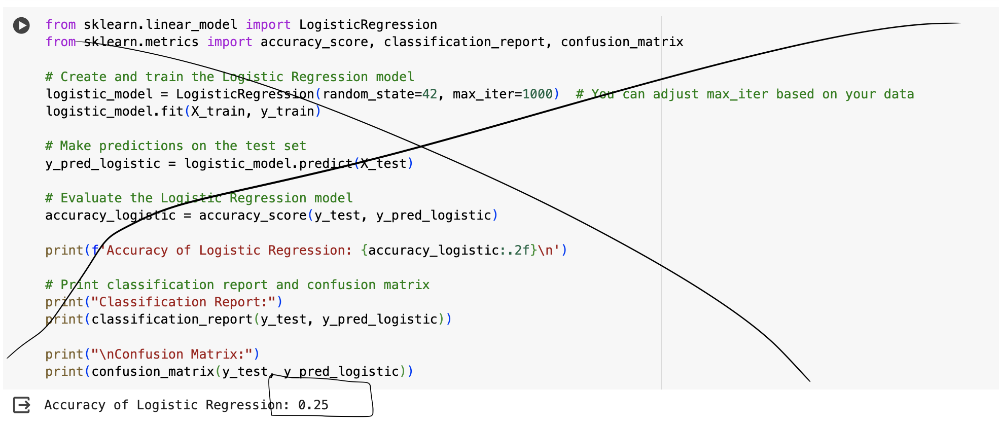 from sklearn.linear_model import LogisticRegression
from sklearn.metrics import accuracy_score, classification_report, confusion_matrix
# Create and train the Logistic Regression model
logistic_model = LogisticRegression(random_state=42, max_iter=1000)  # You can adjust max_iter based on your data
logistic_model.fit(X_train, y_train)
# Make predictions on the test set
y_pred_logistic = logistic_model.predict(X_test)
# Evaluate the Logistic Regression model
accuracy_logistic = accuracy_score(y_test, y_pred_logistic)
print(f'Accuracy of Logistic Regression: {accuracy_logistic:.2f}\n')
# Print classification report and confusion matrix
print("Classification Report:")
print(classification_report(y_test, y_pred_logistic))
print("\nConfusion Matrix:")
print(confusion_matrix(y_test, y_pred_logistic))
Accuracy of Logistic Regression: 0.25